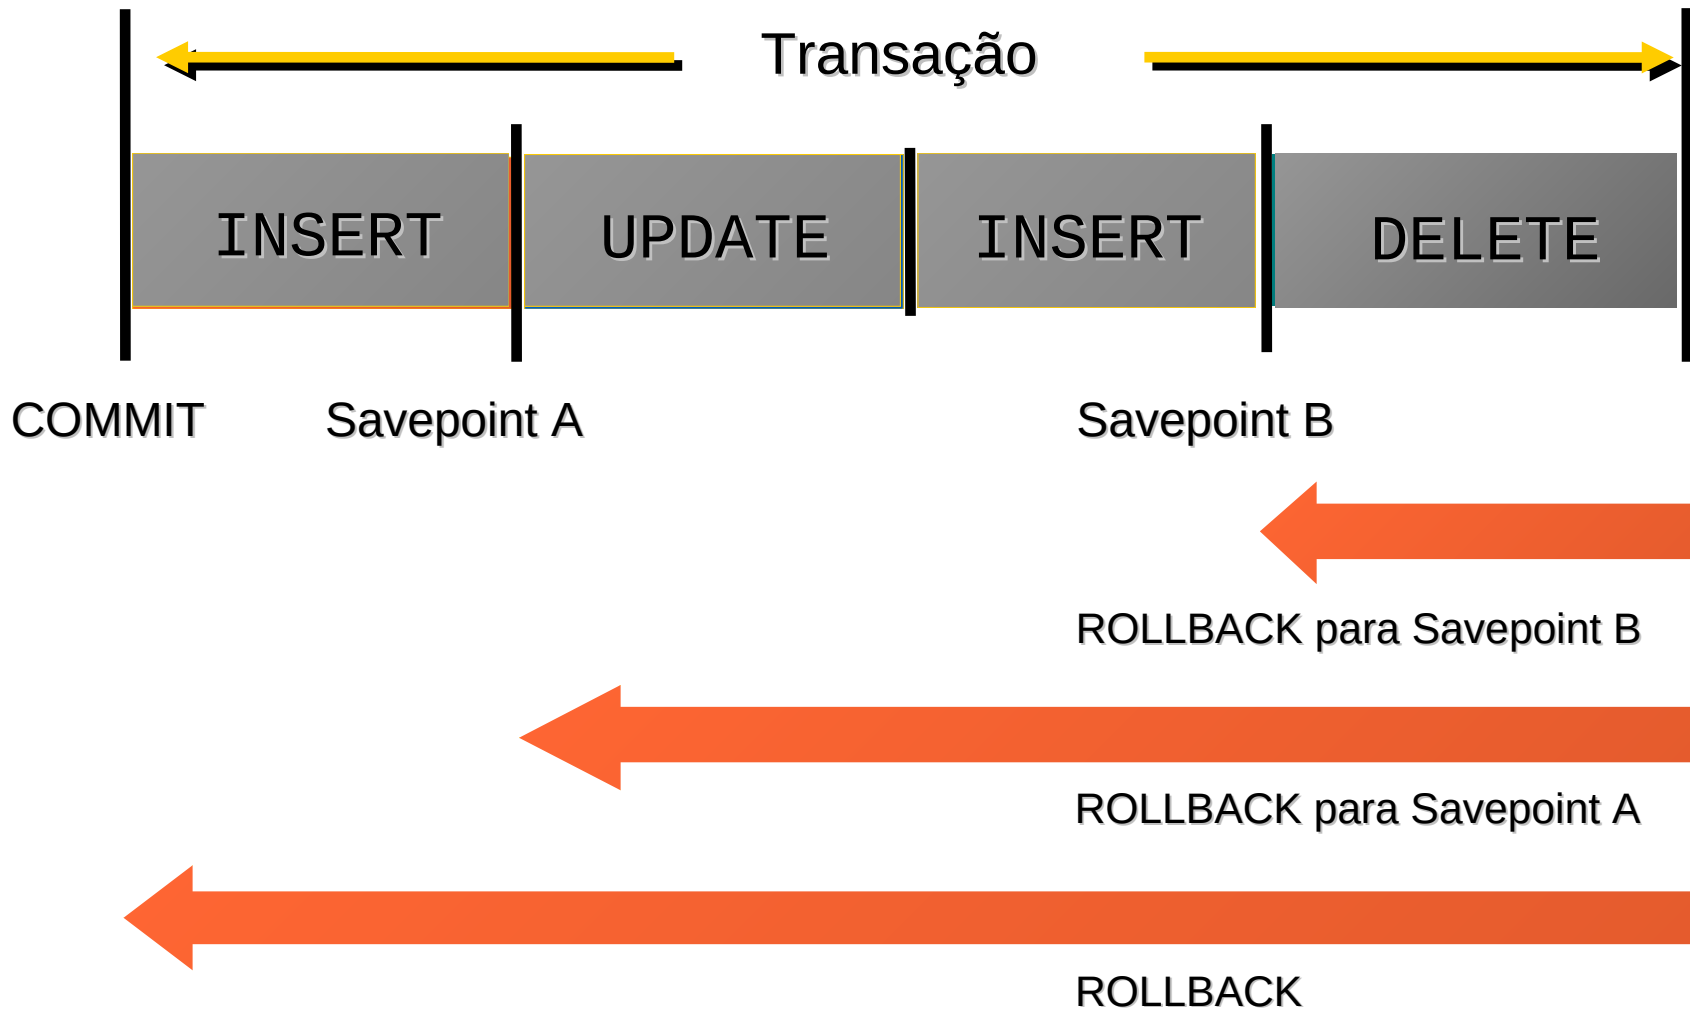 Transação
INSERT UPDATE INSERT DELETE
COMMIT Savepoint A Savepoint B
ROLLBACK para Savepoint B
ROLLBACK para Savepoint A
ROLLBACK